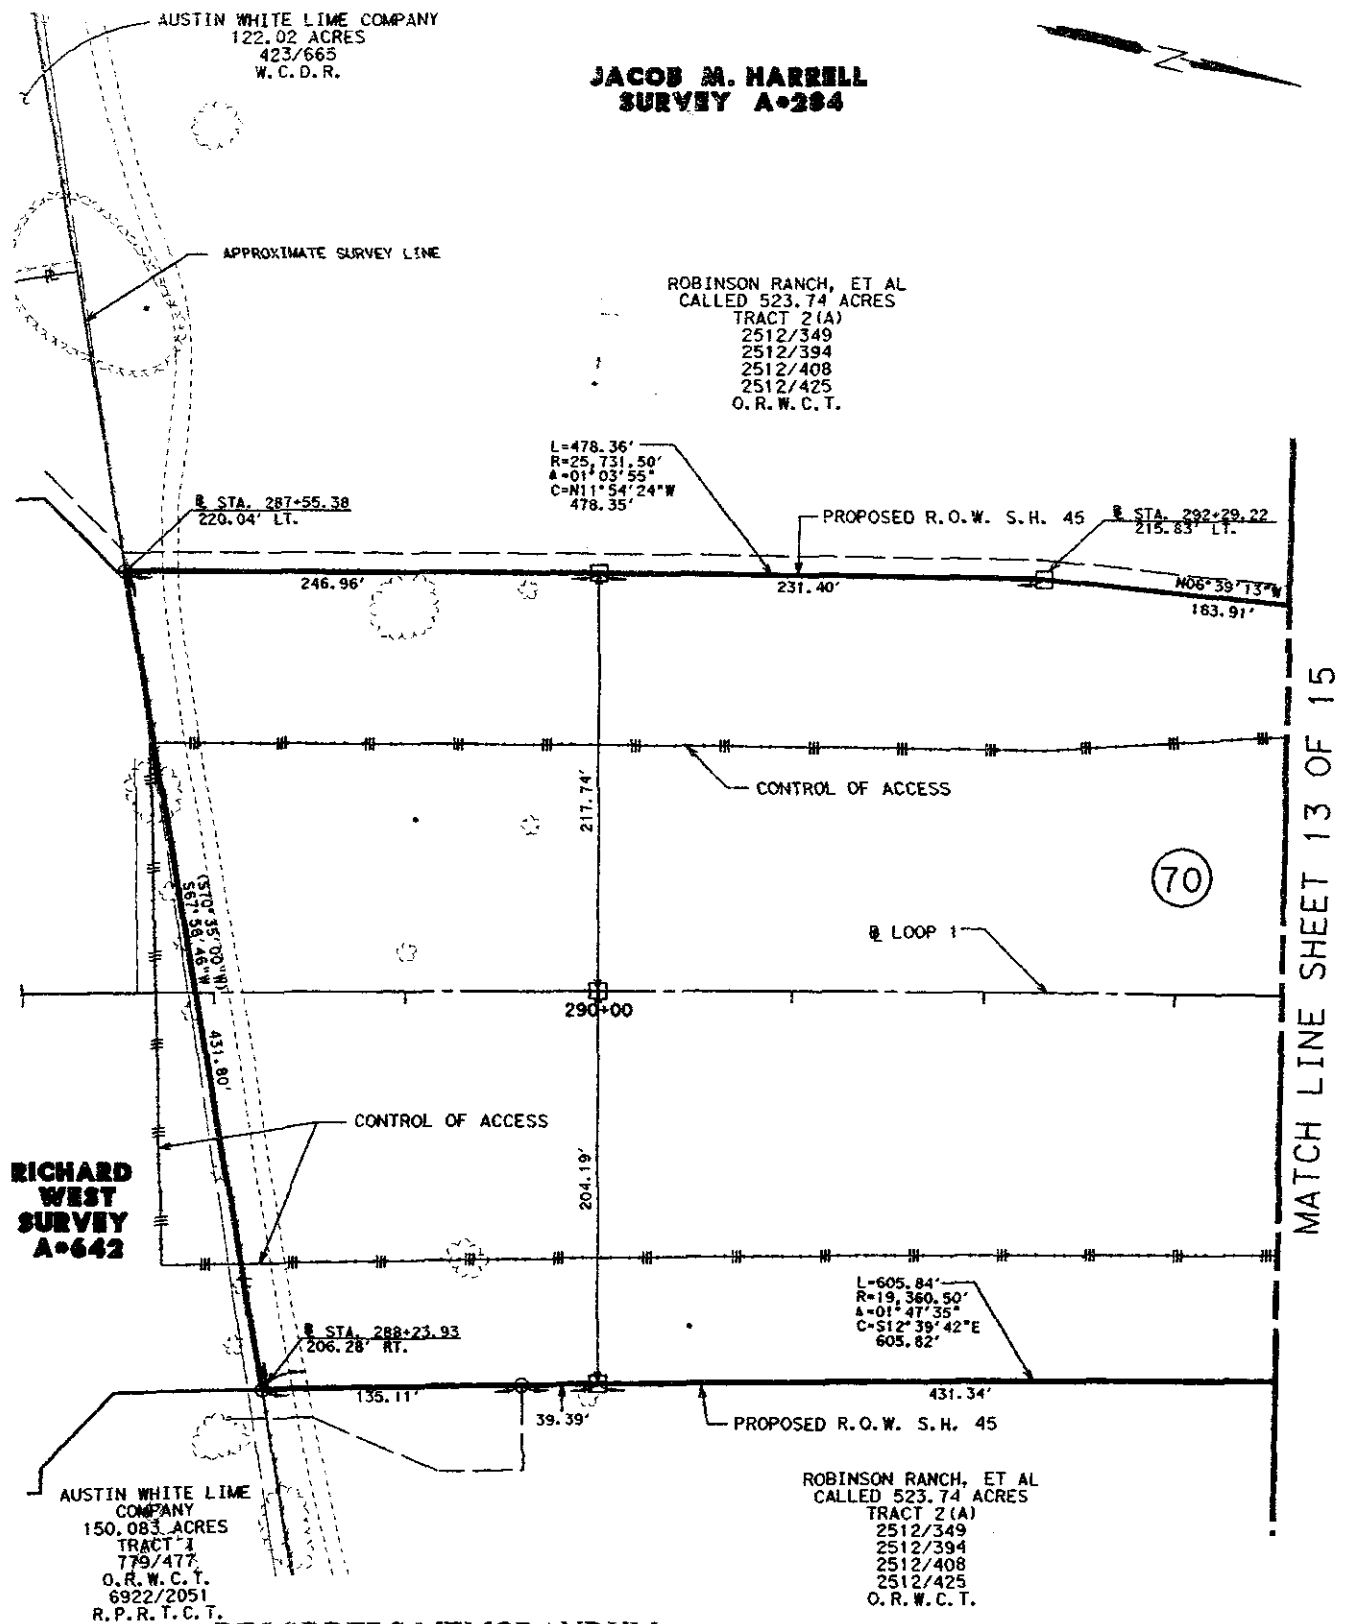 AUSTIN WHITE LIME COMPANY
122.02 ACRES
423/665
W.C.D.R.
JACOB M. HARRELL
SURVEY A-284
N
APPROXIMATE SURVEY LINE
ROBINSON RANCH, ET AL
CALLED 523.74 ACRES
TRACT 2(A)
2512/349
2512/394
2512/408
2512/425
O.R.W.C.T.
L=478.36'
R=25,731.50'
Δ=01°03'55"
C=N11°54'24"W
478.35'
STA. 287+55.38
220.04' LT.
PROPOSED R.O.W. S.H. 45
STA. 292+29.22
215.83' LT.
246.96'
231.40'
N06°39'13"W
163.91'
MATCH LINE SHEET 13 OF 15
CONTROL OF ACCESS
217.74'
70
(S70°35'00"W)
S67°58'46"W
431.80'
LOOP 1
290+00
CONTROL OF ACCESS
204.19'
RICHARD
WEST
SURVEY
A-642
L=605.84'
R=19,360.50'
Δ=01°47'35"
C=S12°39'42"E
605.82'
STA. 288+23.93
206.28' RT.
135.11'
39.39'
431.34'
PROPOSED R.O.W. S.H. 45
AUSTIN WHITE LIME
COMPANY
150.083 ACRES
TRACT 1
779/477
O.R.W.C.T.
6922/2051
R.P.R.T.C.T.
ROBINSON RANCH, ET AL
CALLED 523.74 ACRES
TRACT 2(A)
2512/349
2512/394
2512/408
2512/425
O.R.W.C.T.